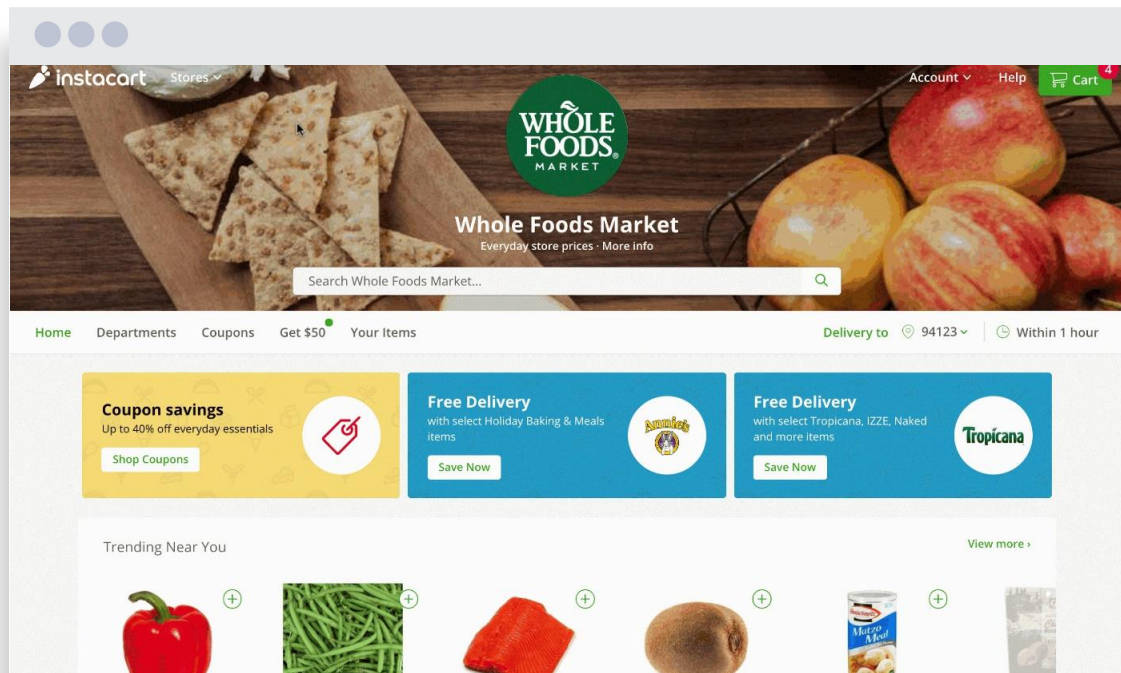 instacart
Stores
Account
Help
Cart
4
WHOLE
FOODS
MARKET
Whole Foods Market
Everyday store prices · More info
Search Whole Foods Market...
Home
Departments
Coupons
Get $50
Your Items
Delivery to
94123
Within 1 hour
Coupon savings
Up to 40% off everyday essentials
Shop Coupons
Free Delivery
with select Holiday Baking & Meals
items
Save Now
Annie's
Free Delivery
with select Tropicana, IZZE, Naked
and more items
Save Now
Tropicana
Trending Near You
View more ›
Matzo
Meal